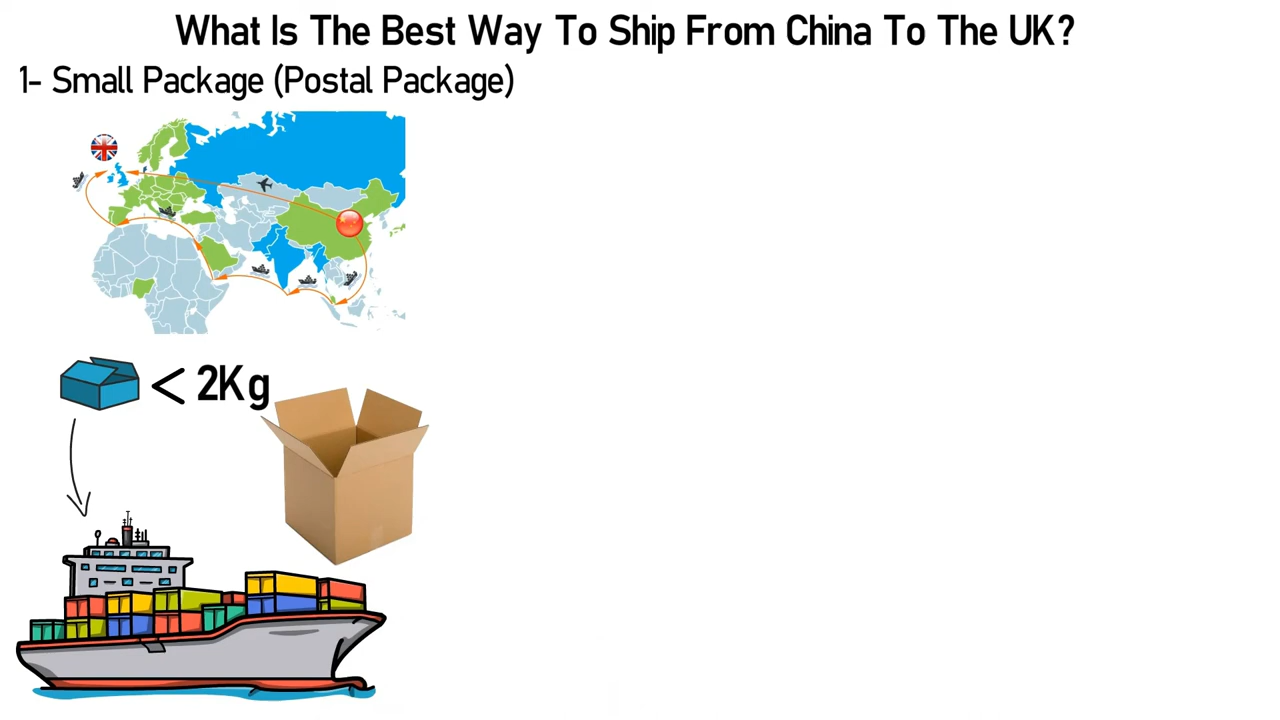 What Is The Best Way To Ship From China To The UK?
1- Small Package (Postal Package)
< 2Kg